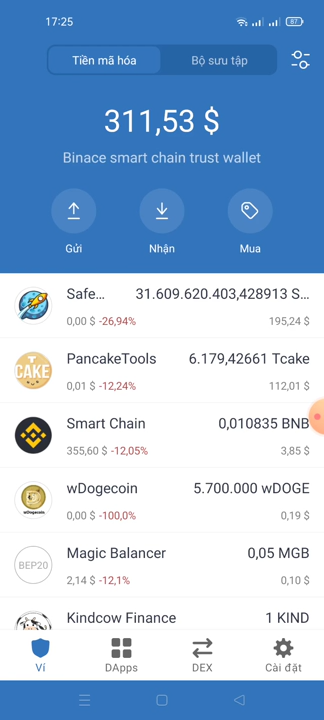 17:25
87
Tiền mã hóa
Bộ sưu tập
311,53 $
Binace smart chain trust wallet
Gửi
Nhận
Mua
Safe... 31.609.620.403,428913 S...
0,00 $ -26,94% 195,24 $
PancakeTools 6.179,42661 Tcake
0,01 $ -12,24% 112,01 $
Smart Chain 0,010835 BNB
355,60 $ -12,05% 3,85 $
wDogecoin 5.700.000 wDOGE
0,00 $ -100,0% 0,19 $
Magic Balancer 0,05 MGB
2,14 $ -12,1% 0,10 $
Kindcow Finance 1 KIND
T
CAKE
wDogecoin
BEP20
Ví
DApps
DEX
Cài đặt